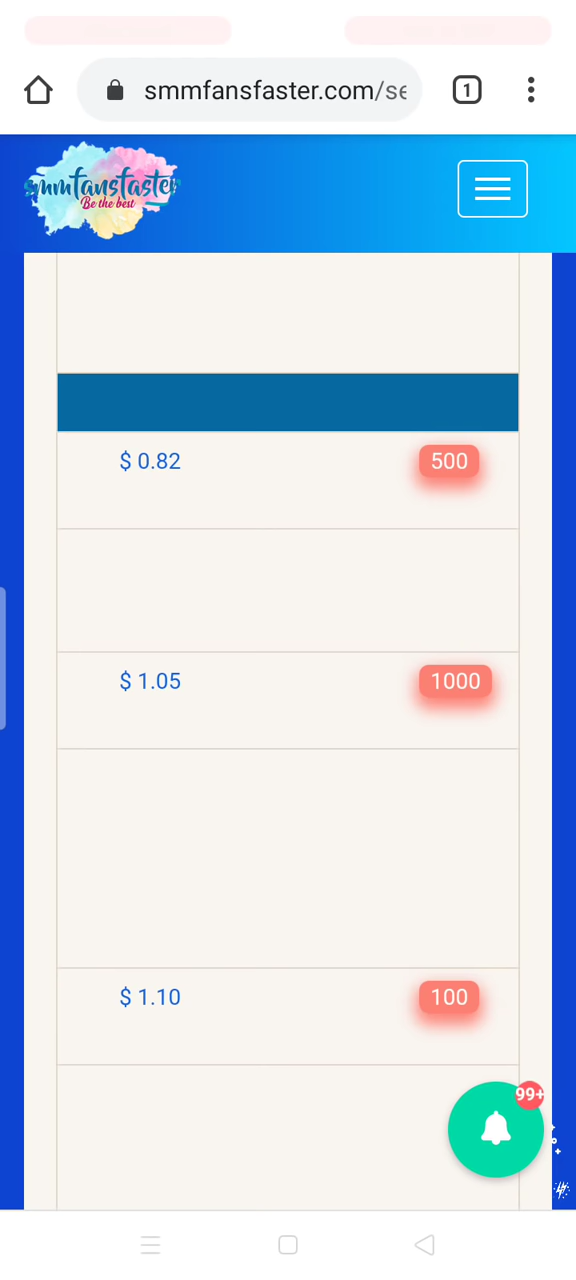 smmfansfaster.com/se
1
smmfansfaster
Be the best
$ 0.82
500
$ 1.05
1000
$ 1.10
100
99+